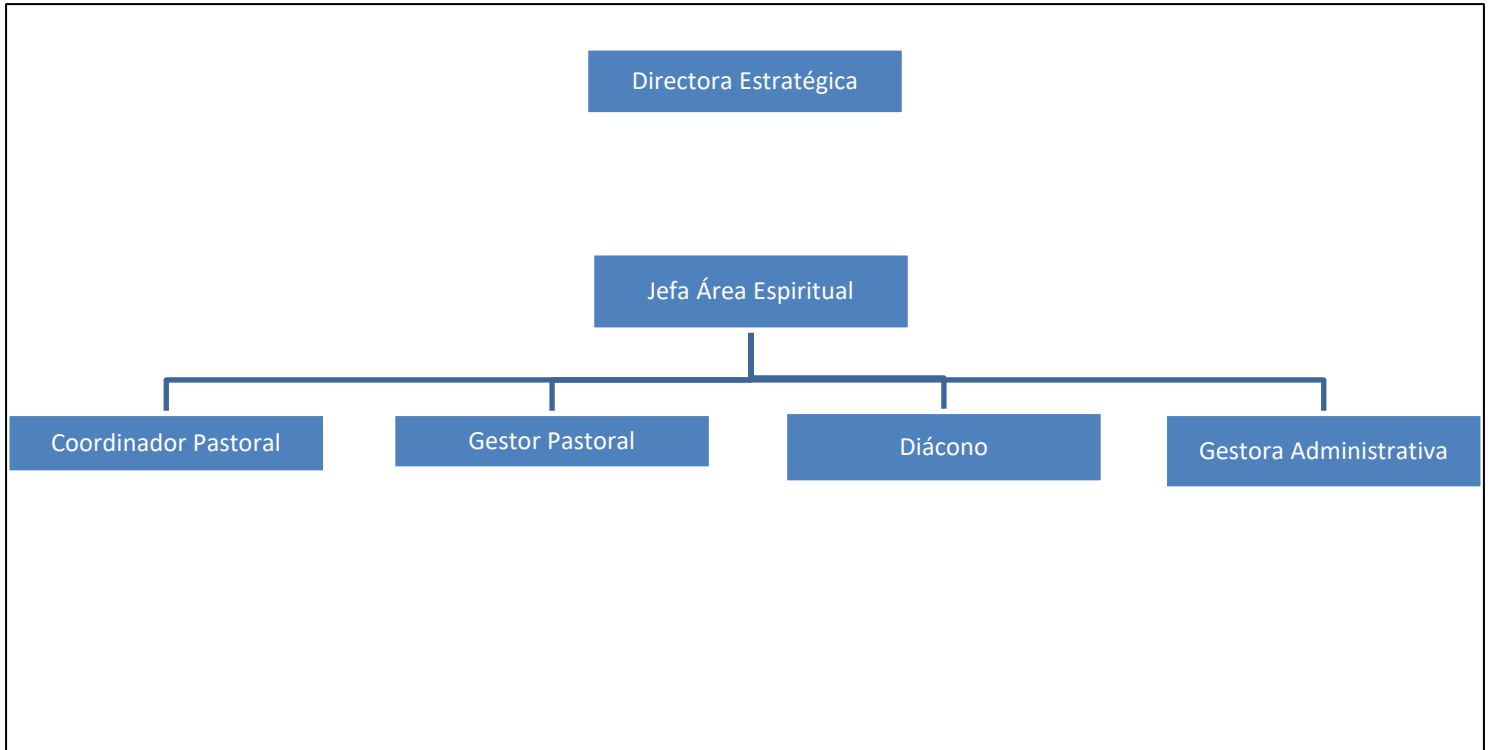 Directora Estratégica
Jefa Área Espiritual
Coordinador Pastoral
Gestor Pastoral
Diácono
Gestora Administrativa